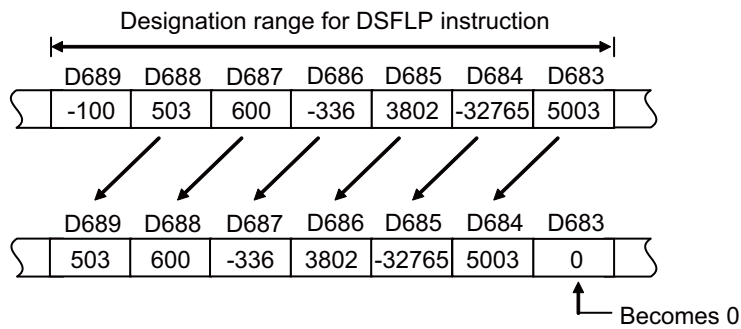 Designation range for DSFLP instruction
D689 D688 D687 D686 D685 D684 D683
-100 503 600 -336 3802 -32765 5003
D689 D688 D687 D686 D685 D684 D683
503 600 -336 3802 -32765 5003 0
Becomes 0